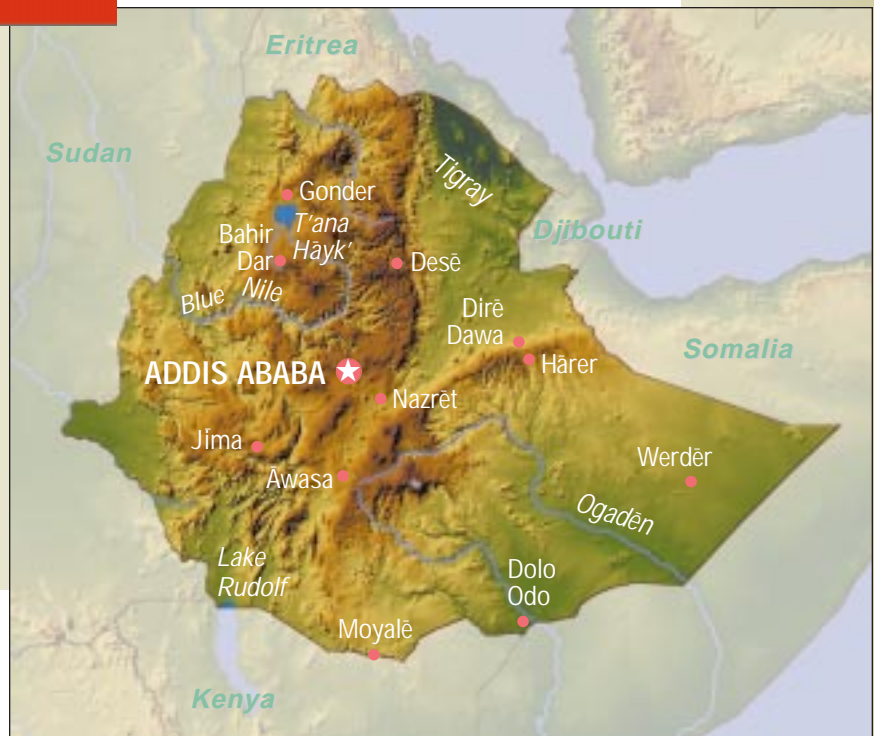 Eritrea
Sudan
Tigray
Gonder
T'ana
Hāyk'
Bahir
Dar
Djibouti
Desē
Blue Nile
Dirē
Dawa
Somalia
Hārer
ADDIS ABABA
Nazrēt
Jīma
Werdēr
Āwasa
Ogadēn
Lake
Rudolf
Dolo
Odo
Moyalē
Kenya